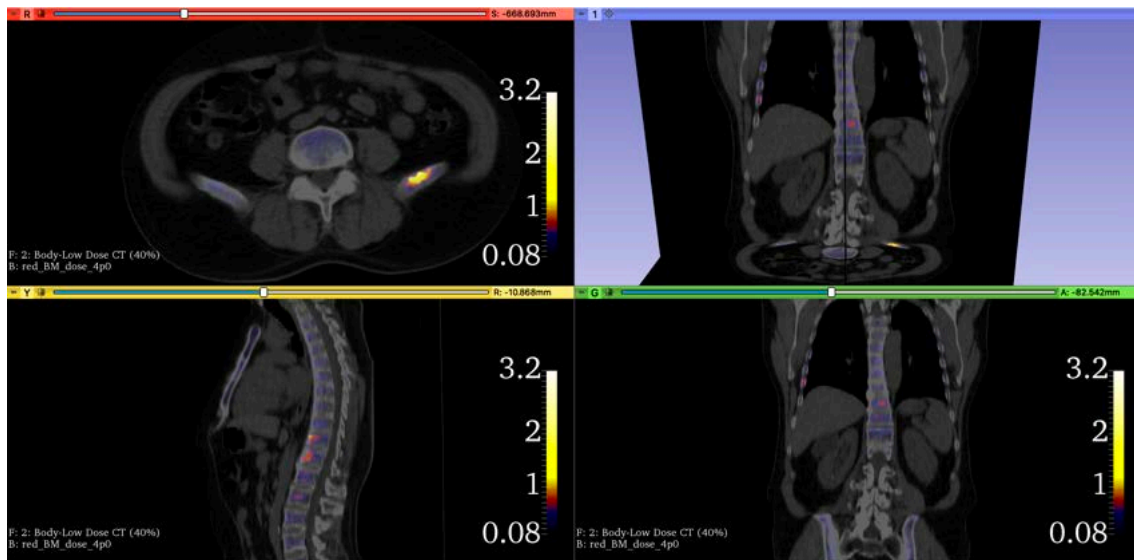 R
S: -668.693mm
1
3.2
2
1
0.08
F: 2: Body-Low Dose CT (40%)
B: red_BM_dose_4p0
Y
R: -10.868mm
G
A: -82.542mm
3.2
2
1
0.08
F: 2: Body-Low Dose CT (40%)
B: red_BM_dose_4p0
3.2
2
1
0.08
F: 2: Body-Low Dose CT (40%)
B: red_BM_dose_4p0